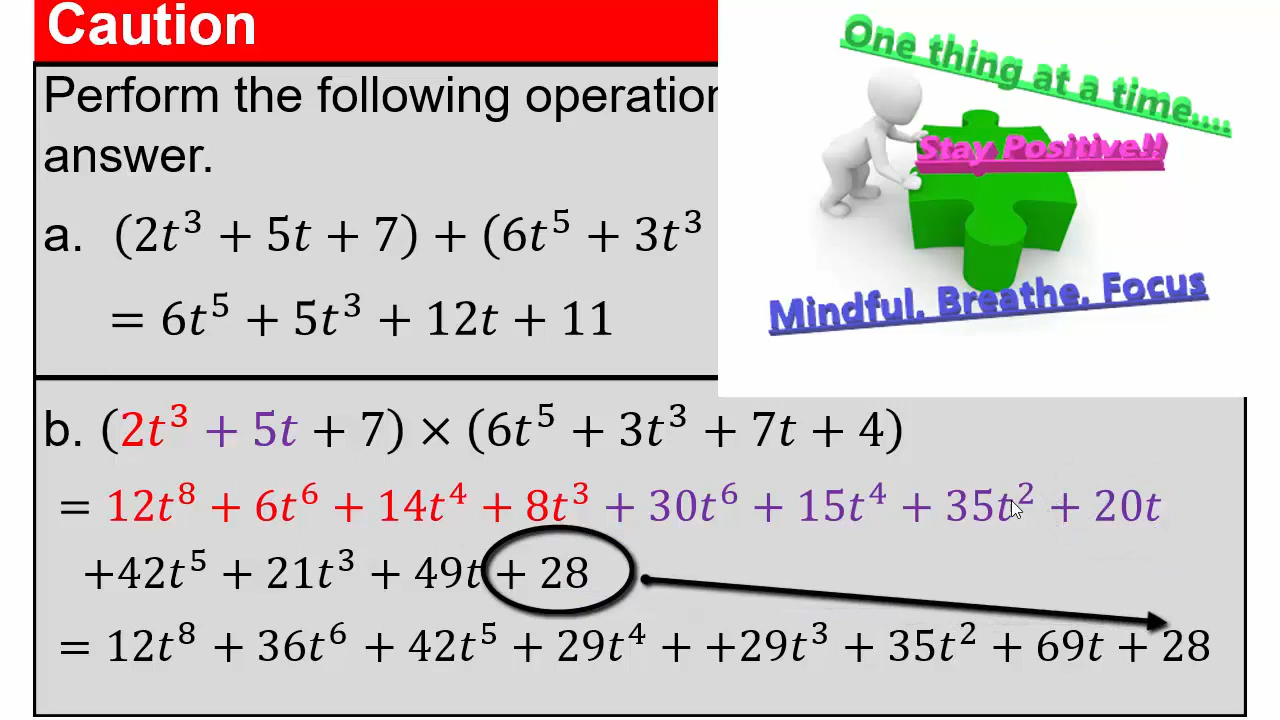 Caution
Perform the following operation
answer.
a. (2t³ + 5t + 7) + (6t⁵ + 3t³
= 6t⁵ + 5t³ + 12t + 11
One thing at a time....
Stay Positive!!
Mindful, Breathe, Focus
b. (2t³ + 5t + 7) × (6t⁵ + 3t³ + 7t + 4)
= 12t⁸ + 6t⁶ + 14t⁴ + 8t³ + 30t⁶ + 15t⁴ + 35t² + 20t
+42t⁵ + 21t³ + 49t + 28
= 12t⁸ + 36t⁶ + 42t⁵ + 29t⁴ + +29t³ + 35t² + 69t + 28